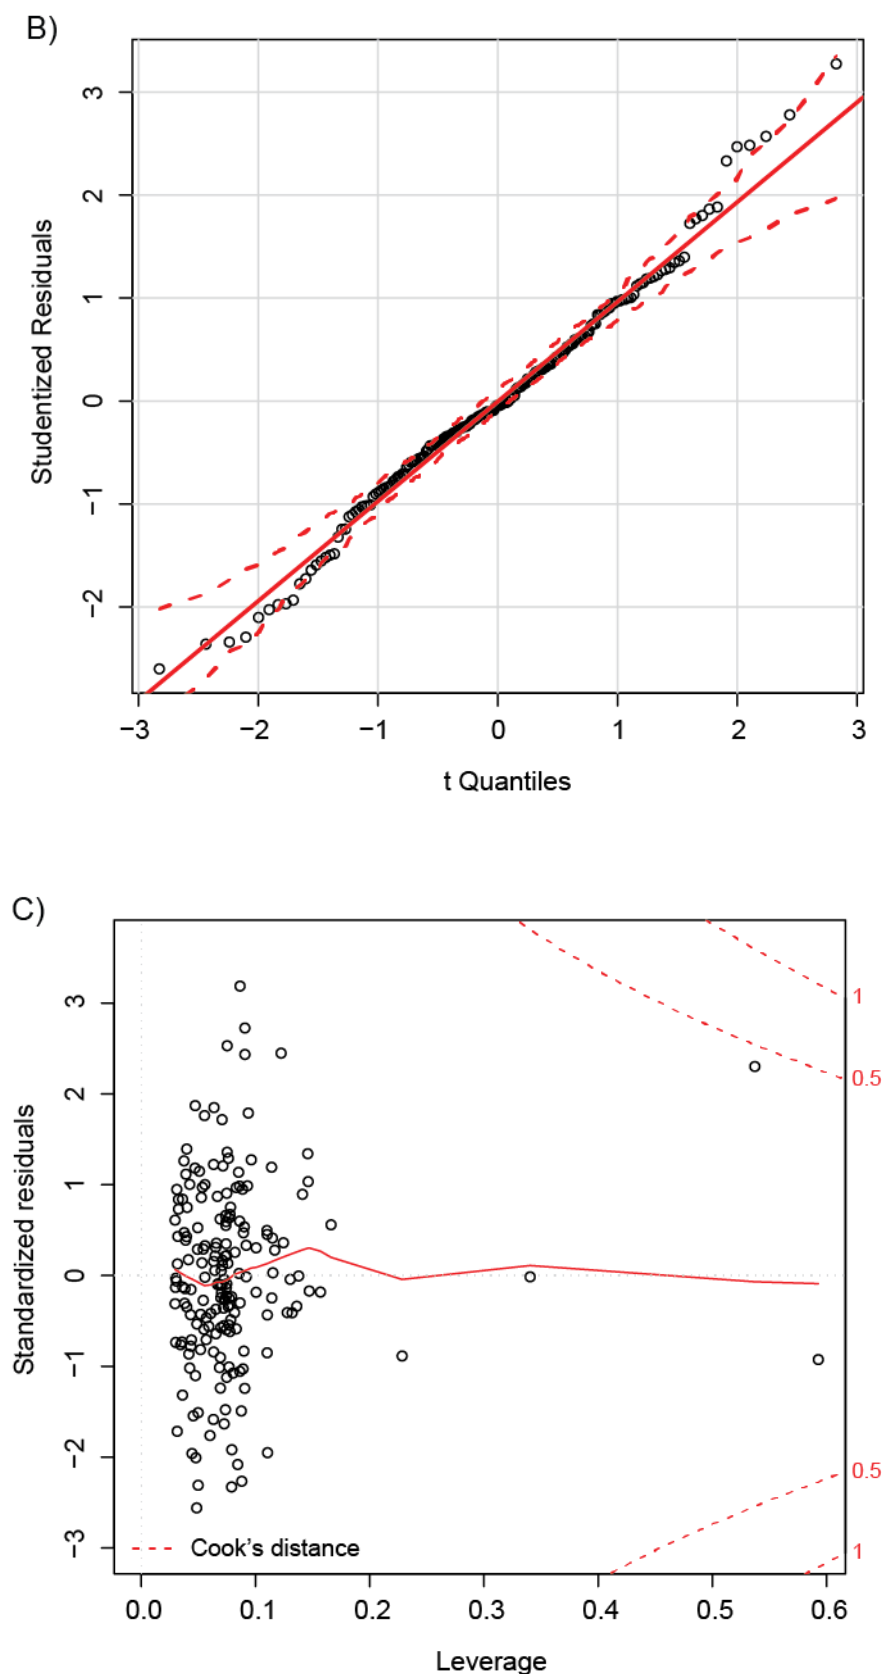 B)
3
2
1
0
−1
−2
Studentized Residuals
−3 −2 −1 0 1 2 3
t Quantiles
C)
3
2
1
0
−1
−2
−3
Standardized residuals
1
0.5
0.5
1
Cook's distance
0.0 0.1 0.2 0.3 0.4 0.5 0.6
Leverage